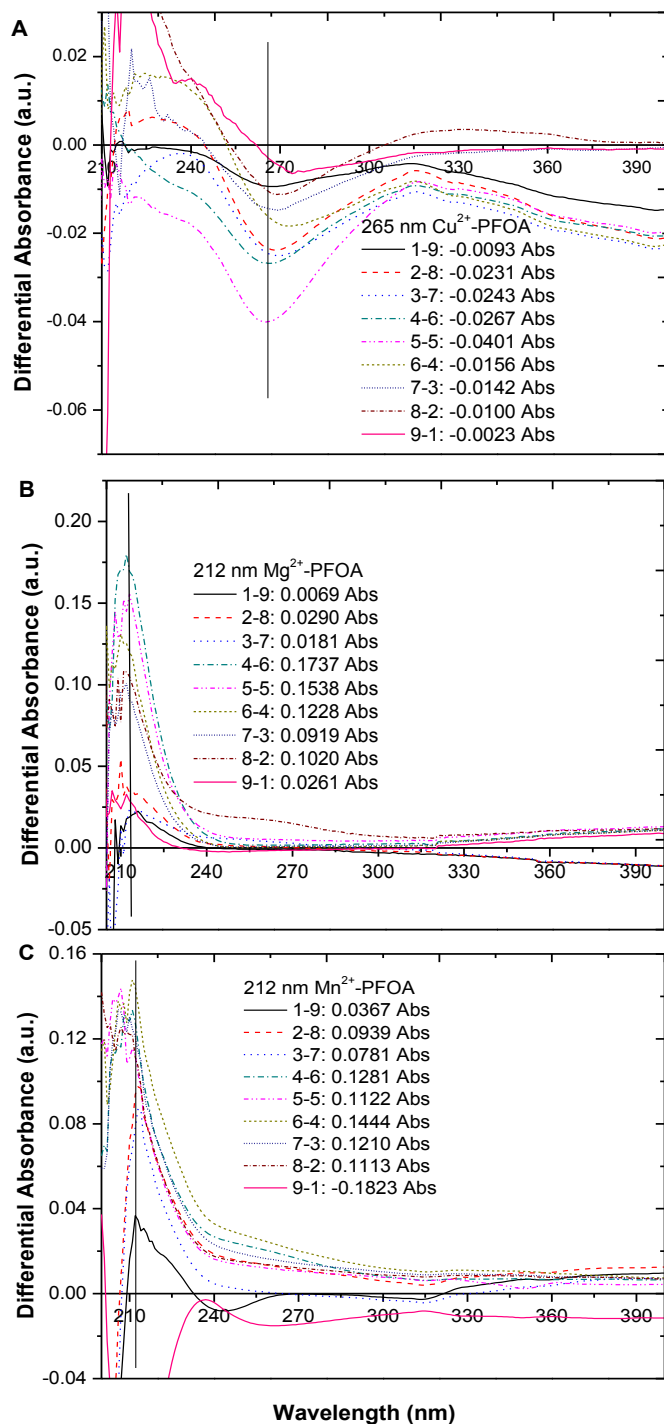 A
Differential Absorbance (a.u.)
0.02
0.00
-0.02
-0.04
-0.06
210 240 270 300 330 360 390
265 nm Cu²⁺-PFOA
1-9: -0.0093 Abs
2-8: -0.0231 Abs
3-7: -0.0243 Abs
4-6: -0.0267 Abs
5-5: -0.0401 Abs
6-4: -0.0156 Abs
7-3: -0.0142 Abs
8-2: -0.0100 Abs
9-1: -0.0023 Abs
B
Differential Absorbance (a.u.)
0.20
0.15
0.10
0.05
0.00
-0.05
210 240 270 300 330 360 390
212 nm Mg²⁺-PFOA
1-9: 0.0069 Abs
2-8: 0.0290 Abs
3-7: 0.0181 Abs
4-6: 0.1737 Abs
5-5: 0.1538 Abs
6-4: 0.1228 Abs
7-3: 0.0919 Abs
8-2: 0.1020 Abs
9-1: 0.0261 Abs
C
Differential Absorbance (a.u.)
0.16
0.12
0.08
0.04
0.00
-0.04
210 240 270 300 330 360 390
212 nm Mn²⁺-PFOA
1-9: 0.0367 Abs
2-8: 0.0939 Abs
3-7: 0.0781 Abs
4-6: 0.1281 Abs
5-5: 0.1122 Abs
6-4: 0.1444 Abs
7-3: 0.1210 Abs
8-2: 0.1113 Abs
9-1: -0.1823 Abs
Wavelength (nm)